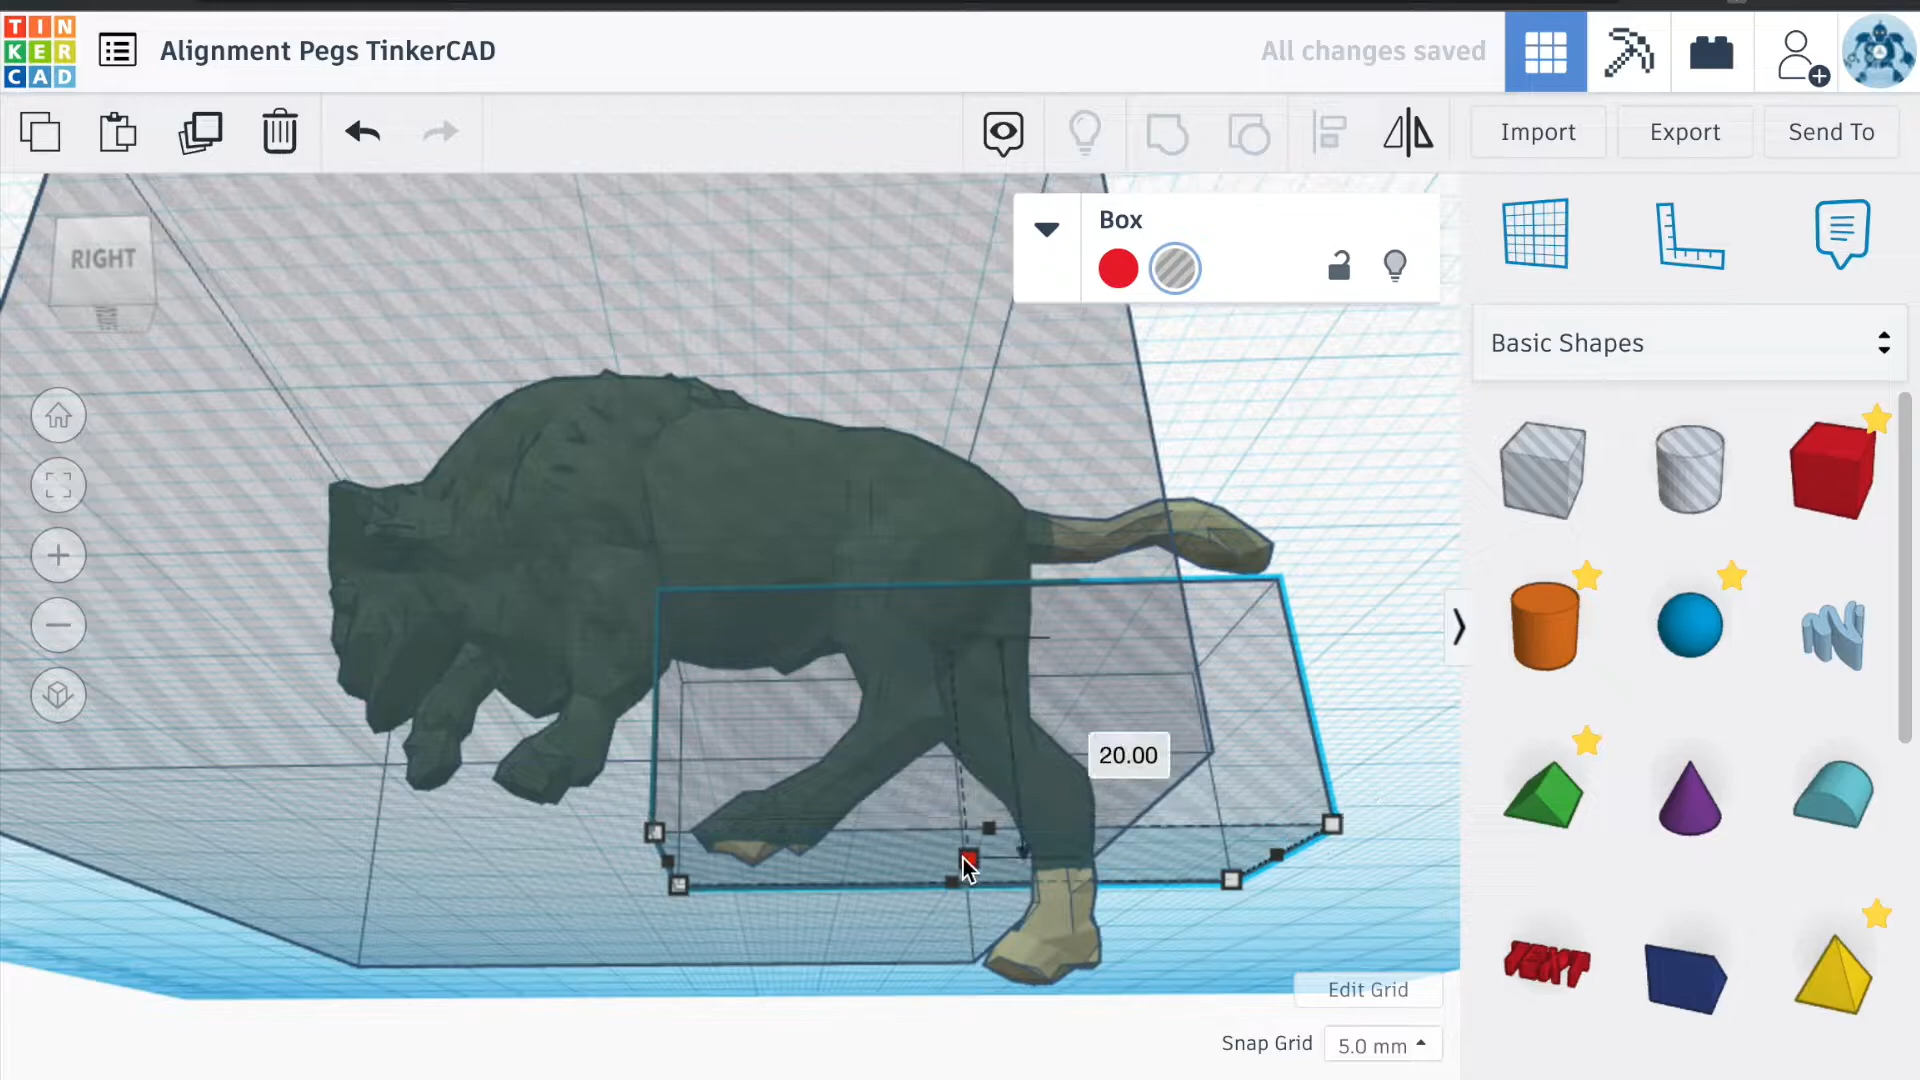 TIN
KER
CAD
Alignment Pegs TinkerCAD
All changes saved
Import
Export
Send To
Box
RIGHT
Basic Shapes
20.00
TEXT
Edit Grid
Snap Grid
5.0 mm